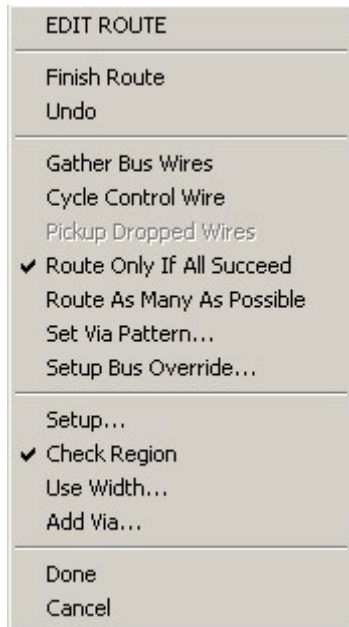 EDIT ROUTE
Finish Route
Undo
Gather Bus Wires
Cycle Control Wire
Pickup Dropped Wires
Route Only If All Succeed
Route As Many As Possible
Set Via Pattern...
Setup Bus Override...
Setup...
Check Region
Use Width...
Add Via...
Done
Cancel